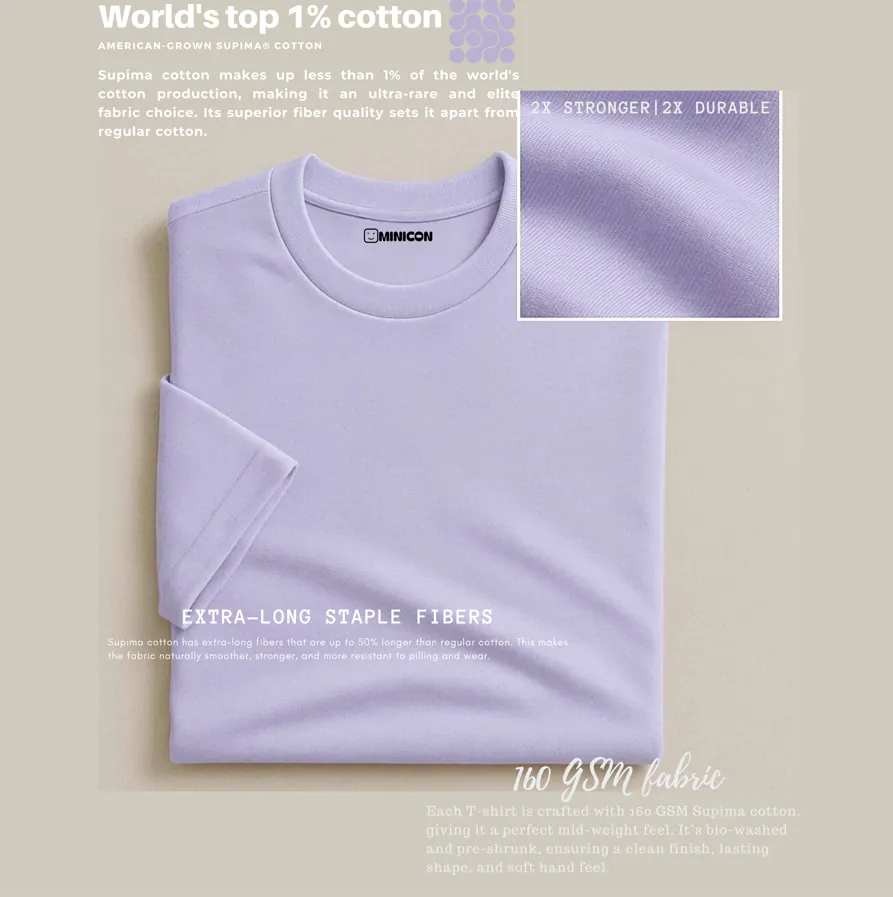 World's top 1% cotton
AMERICAN-GROWN SUPIMA® COTTON
Supima cotton makes up less than 1% of the world's
cotton production, making it an ultra-rare and elite
fabric choice. Its superior fiber quality sets it apart from
regular cotton.
2X STRONGER|2X DURABLE
MINICON
EXTRA-LONG STAPLE FIBERS
Supima cotton has extra-long fibers that are up to 50% longer than regular cotton. This makes
the fabric naturally smoother, stronger, and more resistant to pilling and wear.
160 GSM fabric
Each T-shirt is crafted with 160 GSM Supima cotton,
giving it a perfect mid-weight feel. It's bio-washed
and pre-shrunk, ensuring a clean finish, lasting
shape, and soft hand feel.